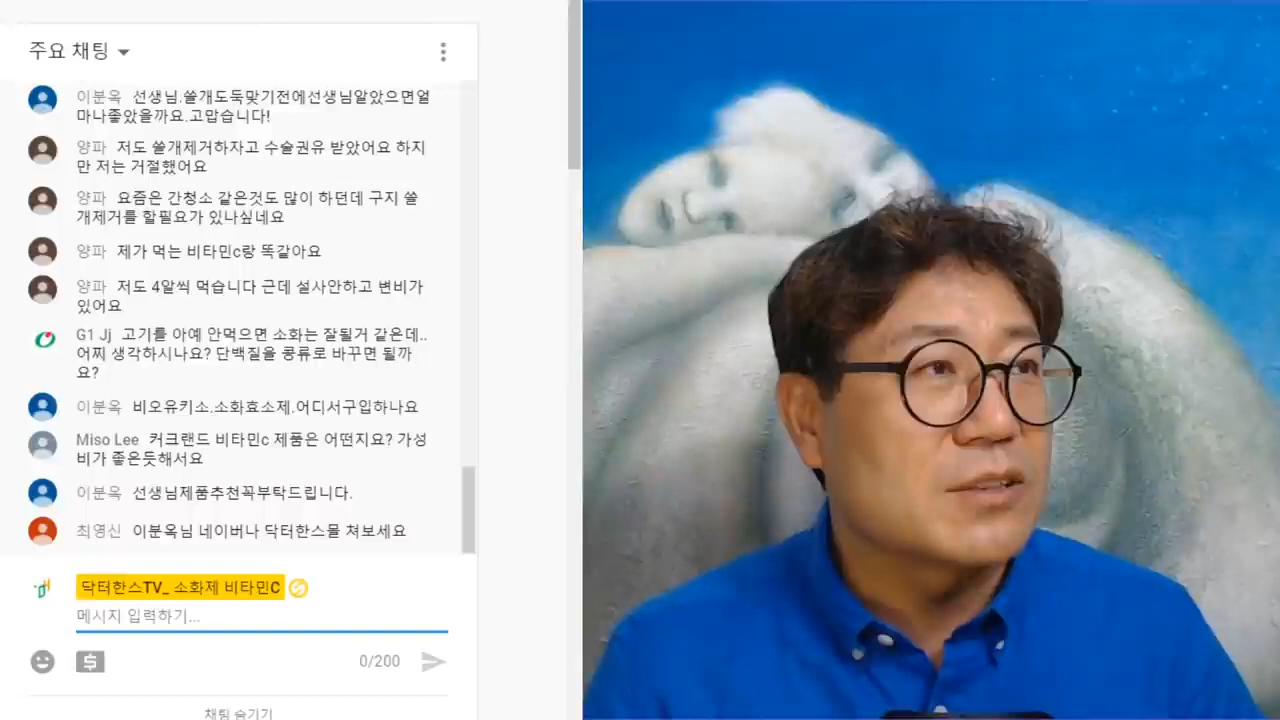 주요 채팅
이분옥 선생님.쓸개도둑맞기전에선생님알았으면얼
마나좋았을까요.고맙습니다!
양파 저도 쓸개제거하자고 수술권유 받았어요 하지
만 저는 거절했어요
양파 요즘은 간청소 같은것도 많이 하던데 구지 쓸
개제거를 할필요가 있나싶네요
양파 제가 먹는 비타민c랑 똑같아요
양파 저도 4알씩 먹습니다 근데 설사안하고 변비가
있어요
G1 Jj 고기를 아예 안먹으면 소화는 잘될거 같은데..
어찌 생각하시나요? 단백질을 콩류로 바꾸면 될까
요?
이분옥 비오유키소.소화효소제.어디서구입하나요
Miso Lee 커크랜드 비타민c 제품은 어떤지요? 가성
비가 좋은듯해서요
이분옥 선생님제품추천꼭부탁드립니다.
최영신 이분옥님 네이버나 닥터한스몰 쳐보세요
닥터한스TV_ 소화제 비타민C
메시지 입력하기...
0/200
채팅 숨기기